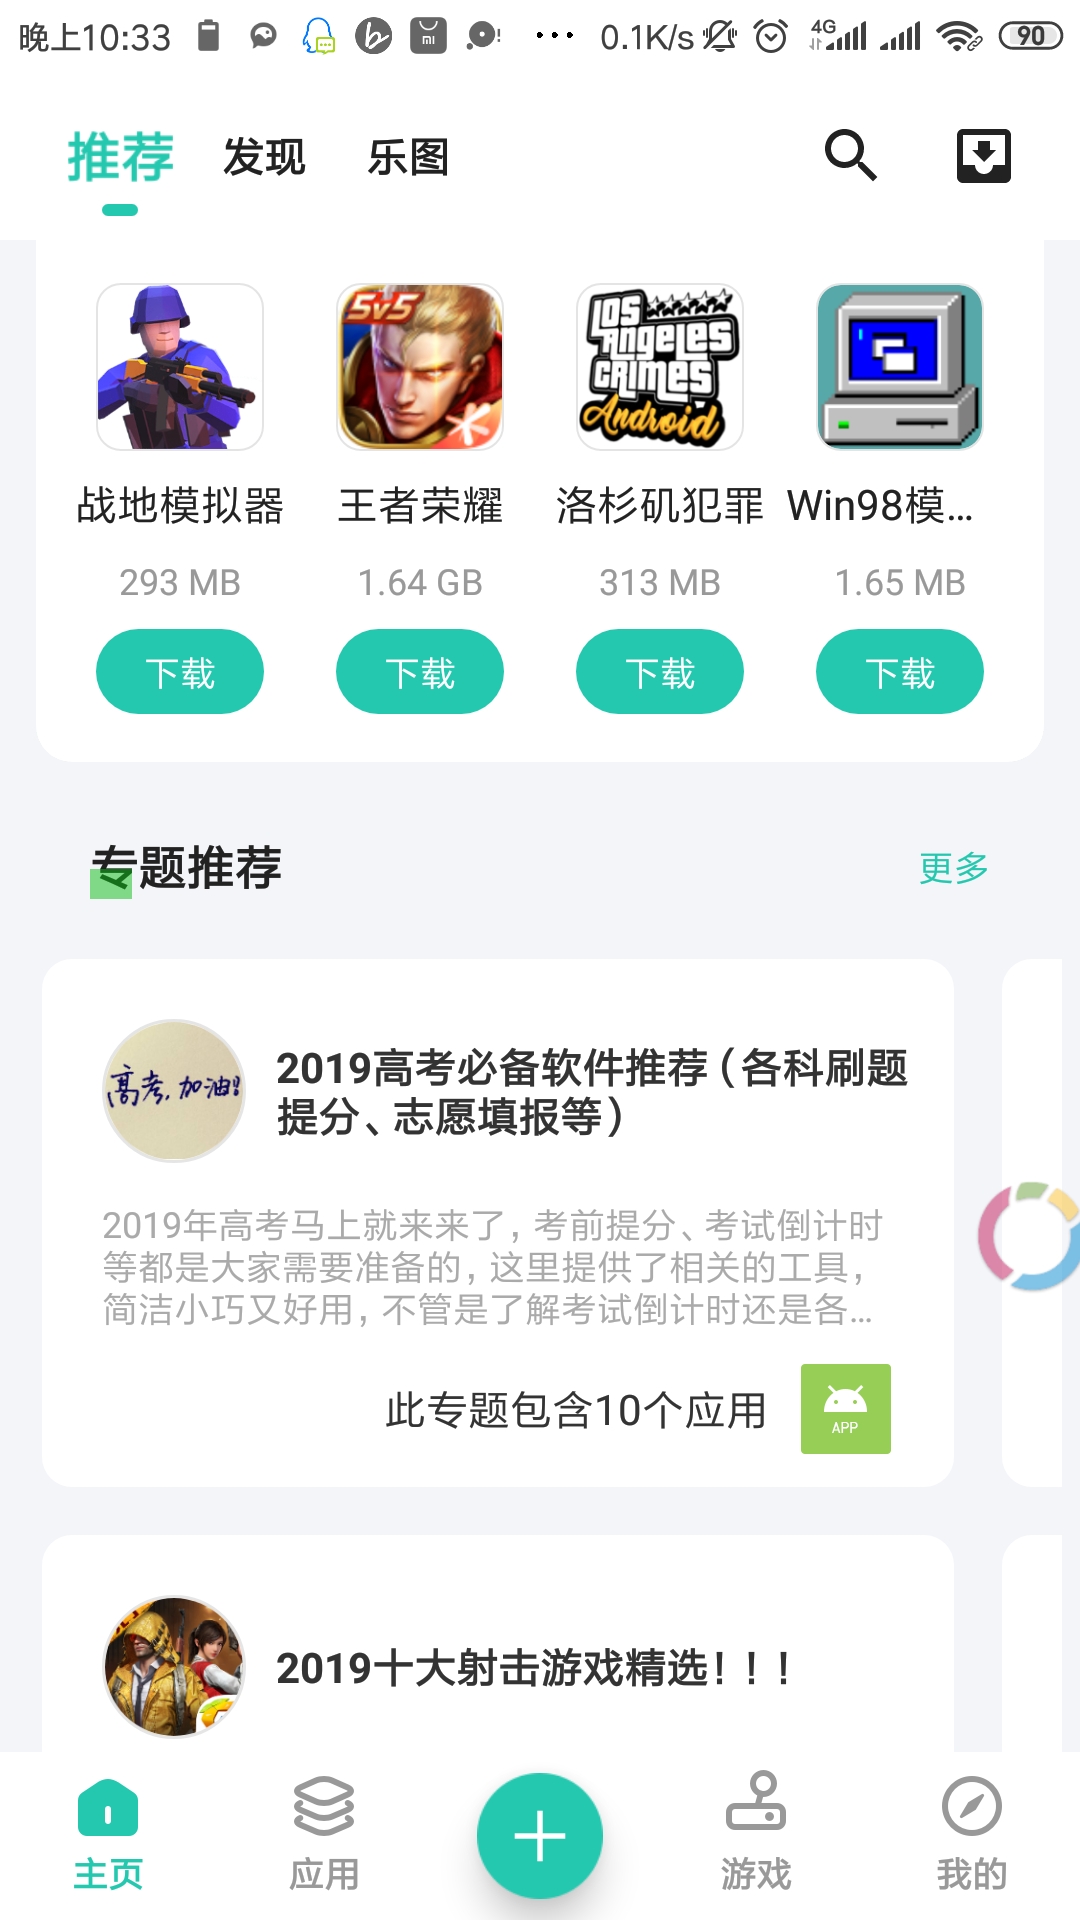 晚上10:33
0.1K/s
4G
90
推荐 发现 乐图
5v5
LOS Angeles CRIMES Android
战地模拟器 王者荣耀 洛杉矶犯罪 Win98模...
293 MB 1.64 GB 313 MB 1.65 MB
下载 下载 下载 下载
专题推荐 更多
高考,加油!
2019高考必备软件推荐（各科刷题
提分、志愿填报等）
2019年高考马上就来来了，考前提分、考试倒计时
等都是大家需要准备的，这里提供了相关的工具，
简洁小巧又好用，不管是了解考试倒计时还是各...
此专题包含10个应用
APP
2019十大射击游戏精选！！！
主页 应用 游戏 我的